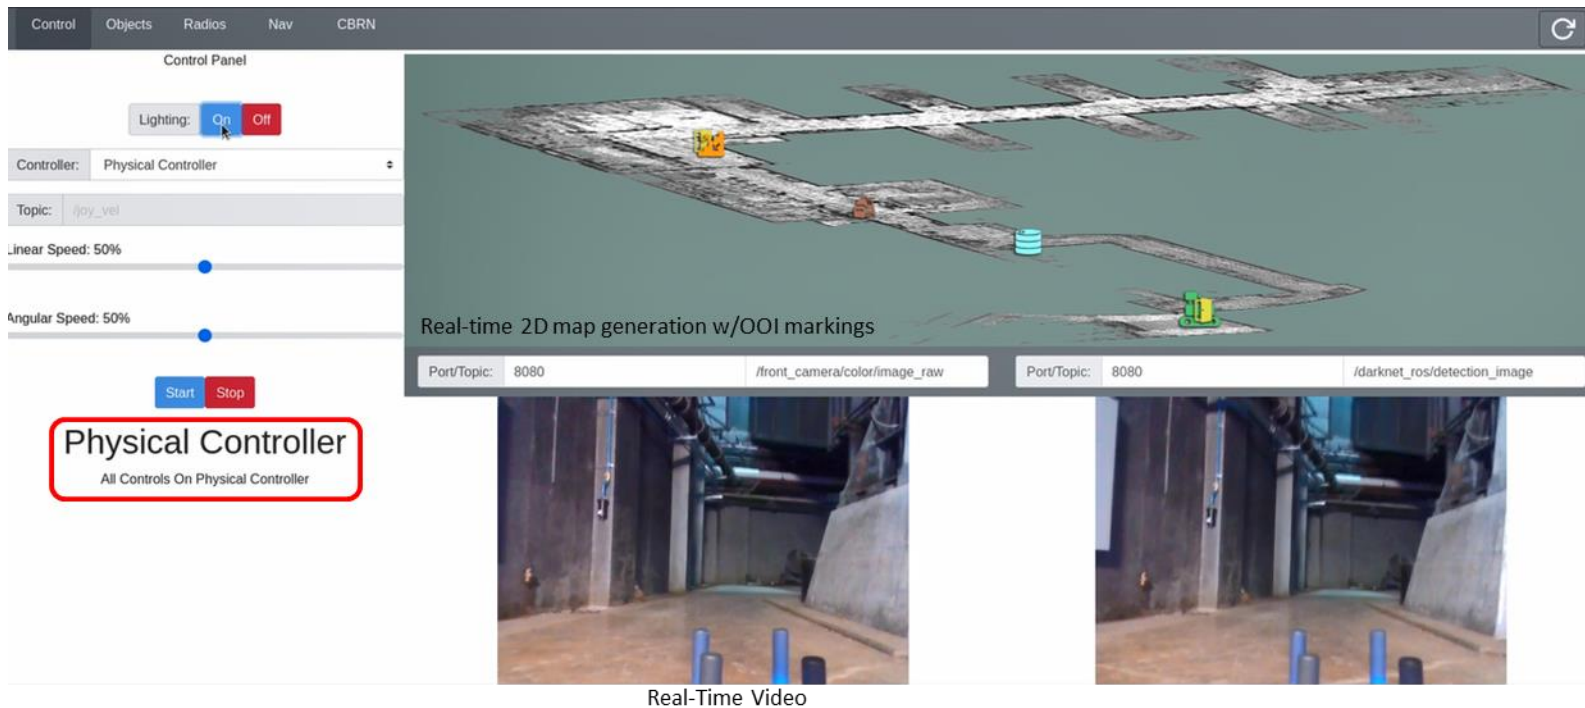 Control Objects Radios Nav CBRN
Control Panel
Lighting: On Off
Controller: Physical Controller
Topic: /joy_vel
Linear Speed: 50%
Angular Speed: 50%
Start Stop
Physical Controller
All Controls On Physical Controller
Real-time 2D map generation w/OOI markings
Port/Topic: 8080 /front_camera/color/image_raw
Port/Topic: 8080 /darknet_ros/detection_image
Real-Time Video